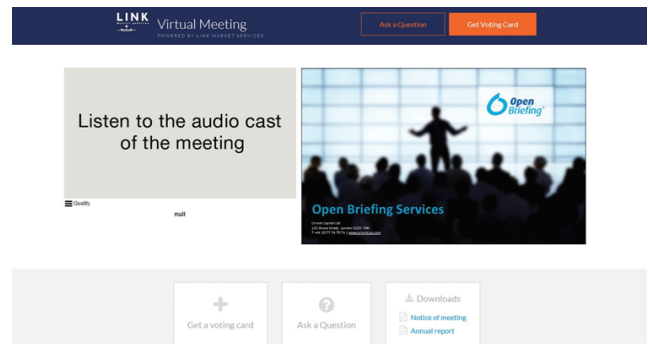 LINK
Virtual Meeting
POWERED BY LINK MARKET SERVICES
Ask a Question
Get Voting Card
Listen to the audio cast
of the meeting
Quality
null
Open
Briefing
Open Briefing Services
Get a voting card
Ask a Question
Downloads
Notice of meeting
Annual report